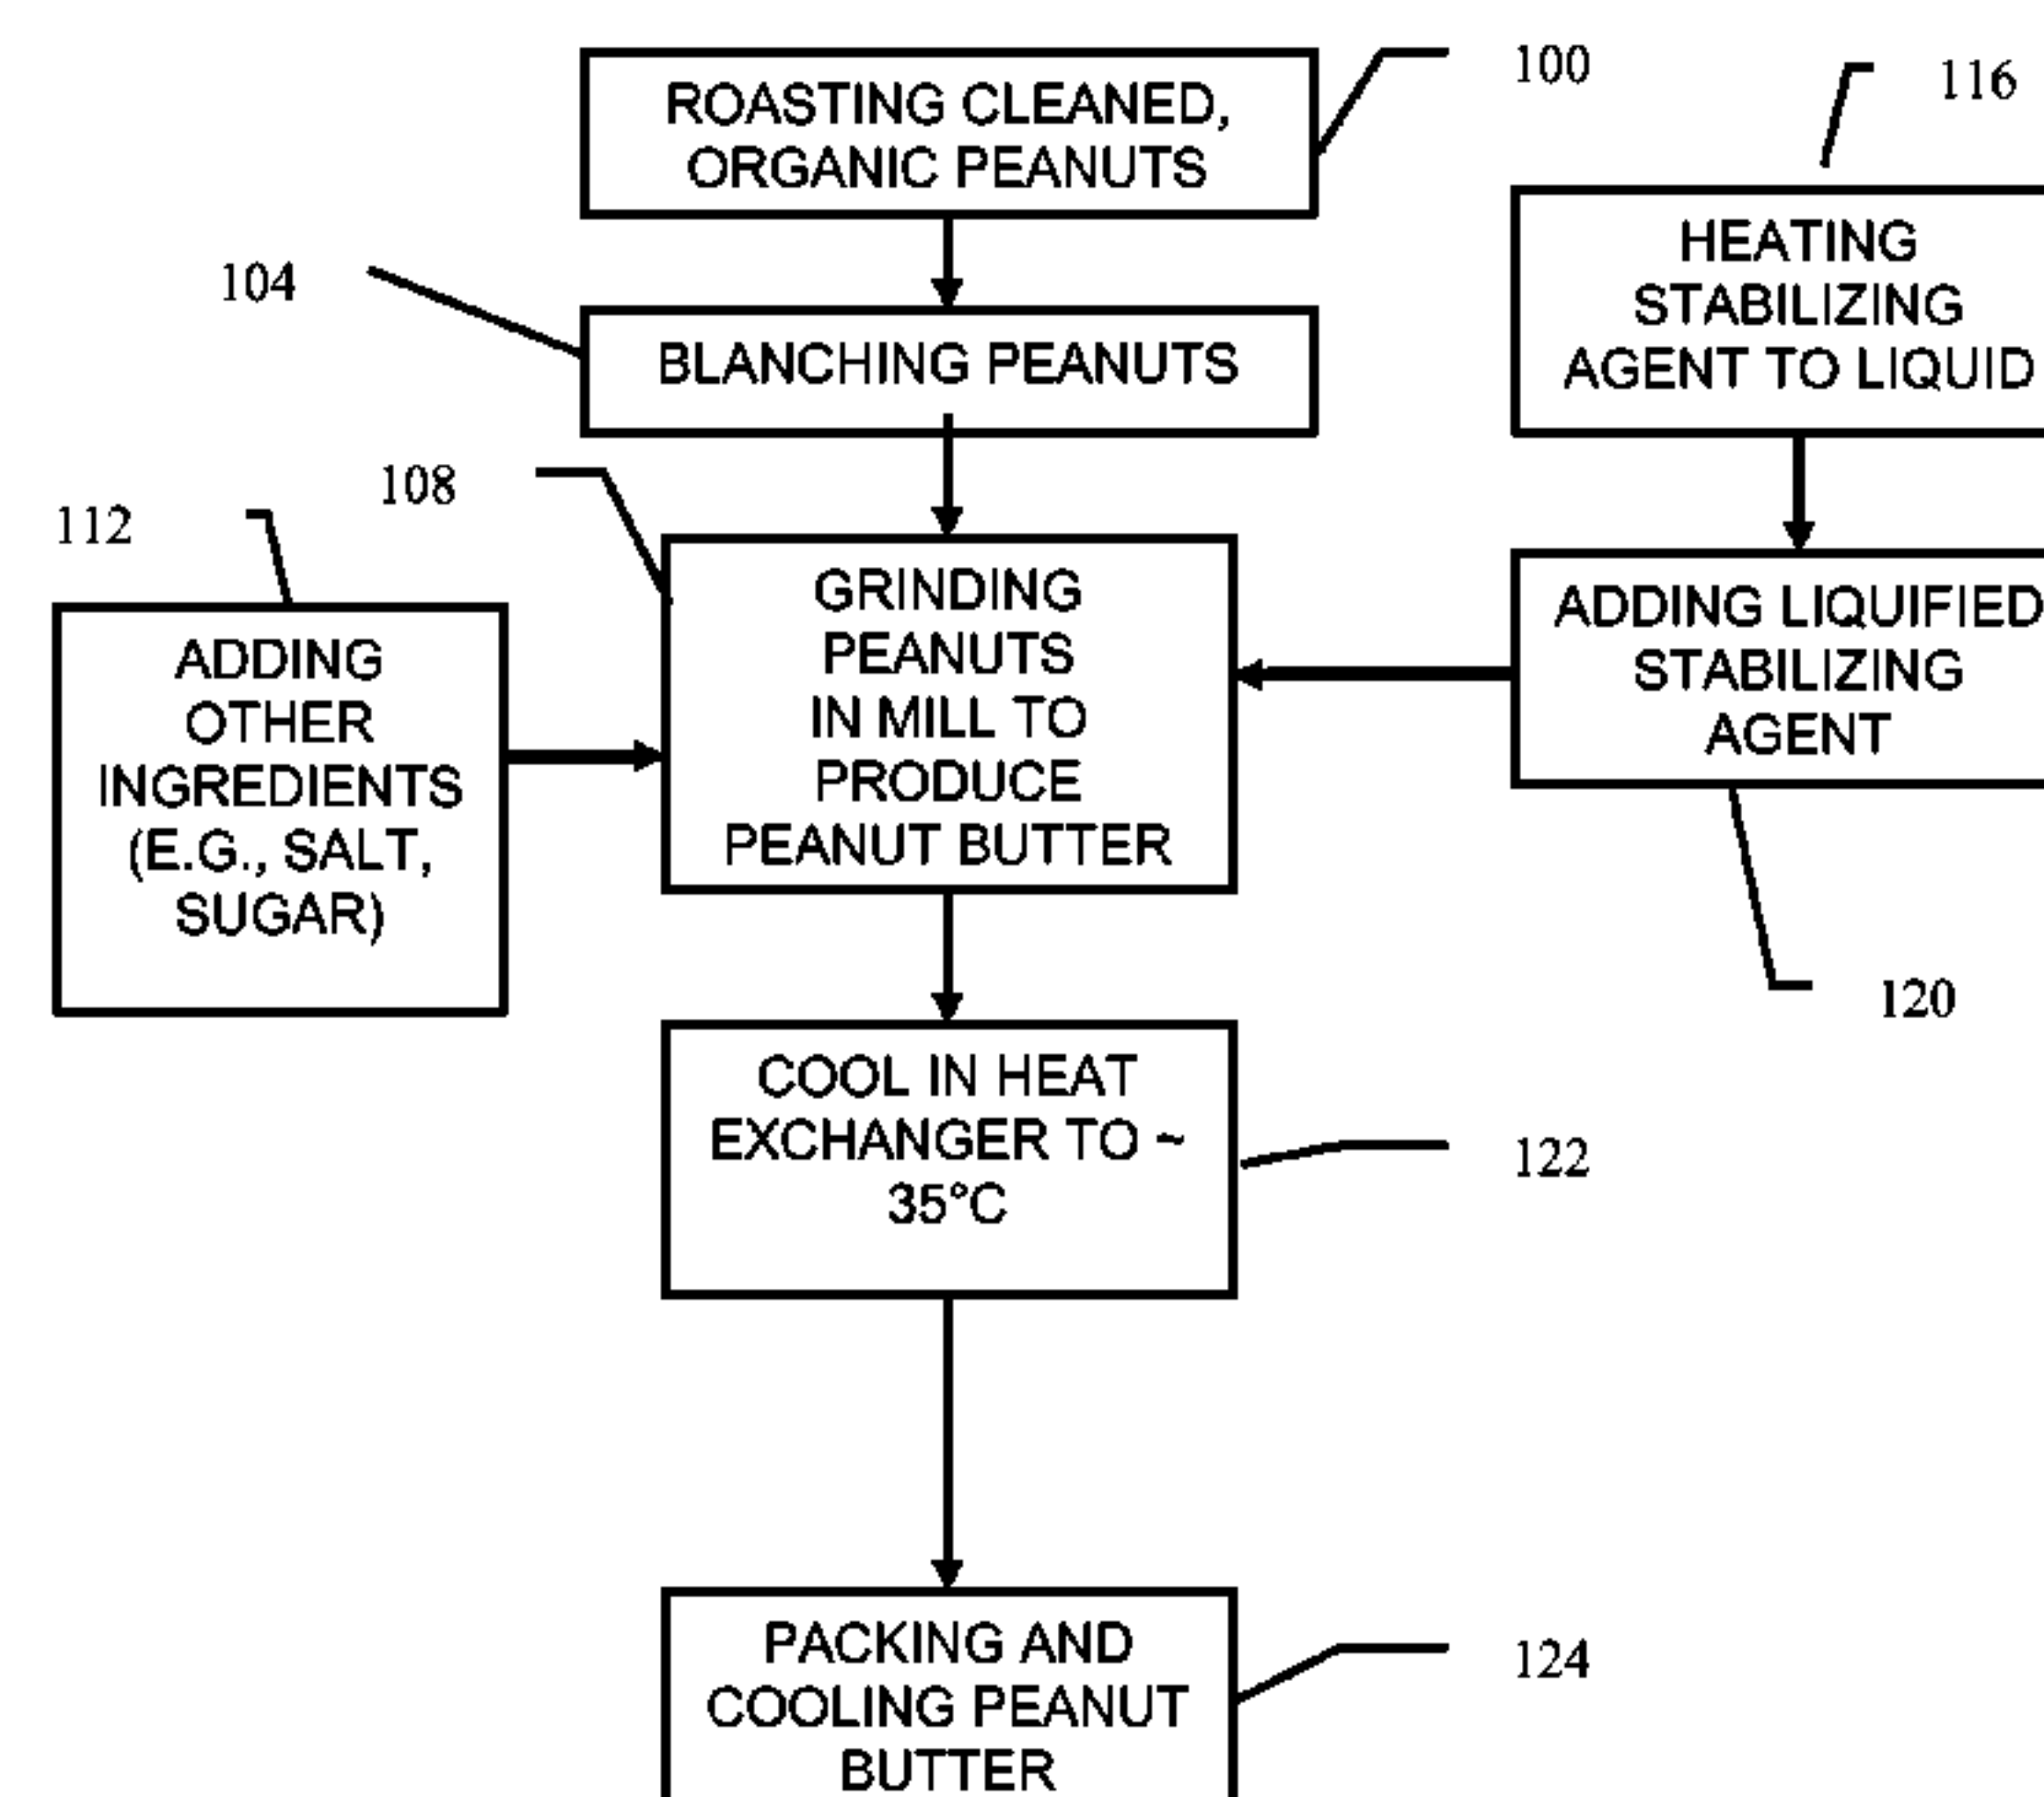 100
ROASTING CLEANED,
ORGANIC PEANUTS
116
HEATING
STABILIZING
AGENT TO LIQUID
104
BLANCHING PEANUTS
108
112
GRINDING
PEANUTS
IN MILL TO
PRODUCE
PEANUT BUTTER
ADDING LIQUIFIED
STABILIZING
AGENT
ADDING
OTHER
INGREDIENTS
(E.G., SALT,
SUGAR)
120
COOL IN HEAT
EXCHANGER TO ~
35°C
122
PACKING AND
COOLING PEANUT
BUTTER
124